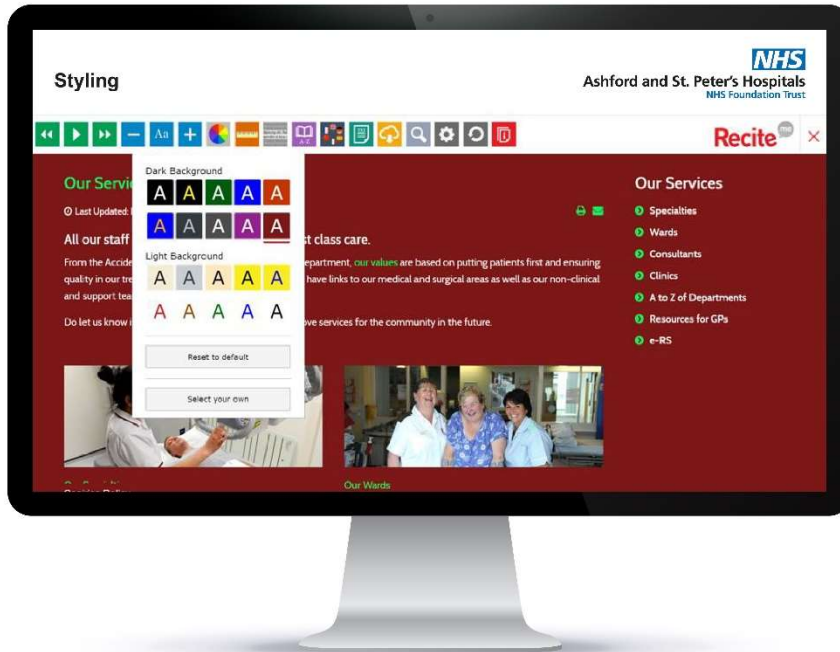 Styling
NHS
Ashford and St. Peter's Hospitals
NHS Foundation Trust
Aa
A-Z
Recite me
Our Servi
Last Updated:
All our staff
st class care.
From the Accide
epartment, our values are based on putting patients first and ensuring
quality in our tre
have links to our medical and surgical areas as well as our non-clinical
and support tea
Do let us know i
ove services for the community in the future.
Dark Background
A A A A A
A A A A A
Light Background
A A A A A
A A A A A
Reset to default
Select your own
Our Services
Specialties
Wards
Consultants
Clinics
A to Z of Departments
Resources for GPs
e-RS
Our Wards